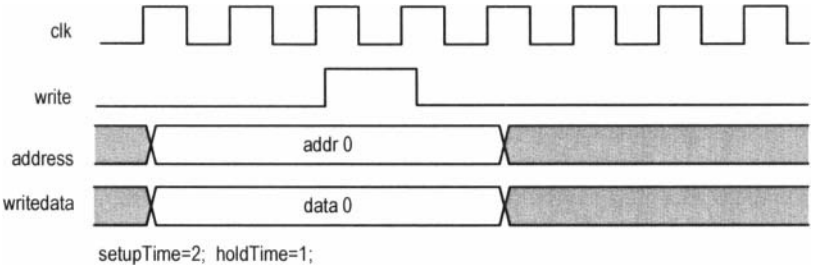 clk
write
address
addr 0
writedata
data 0
setupTime=2; holdTime=1;